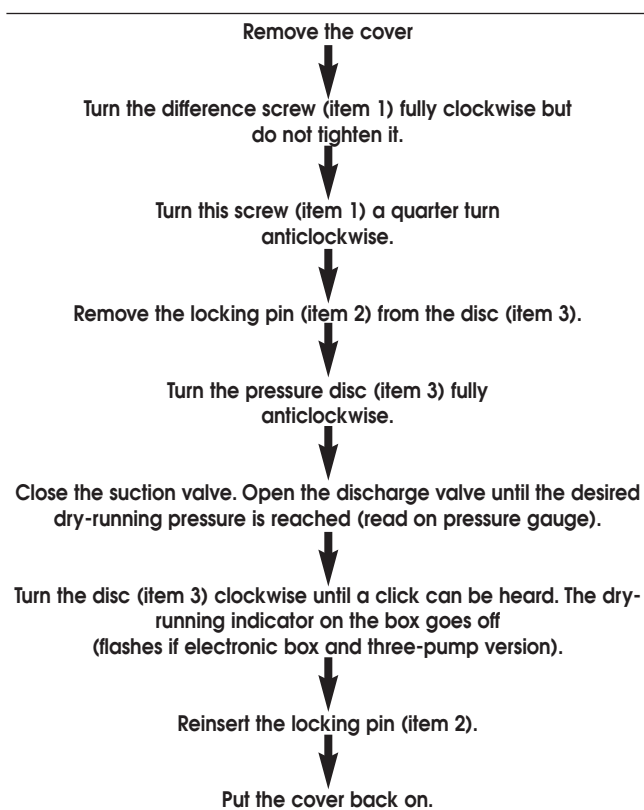 Remove the cover
Turn the difference screw (item 1) fully clockwise but
do not tighten it.
Turn this screw (item 1) a quarter turn
anticlockwise.
Remove the locking pin (item 2) from the disc (item 3).
Turn the pressure disc (item 3) fully
anticlockwise.
Close the suction valve. Open the discharge valve until the desired
dry-running pressure is reached (read on pressure gauge).
Turn the disc (item 3) clockwise until a click can be heard. The dry-
running indicator on the box goes off
(flashes if electronic box and three-pump version).
Reinsert the locking pin (item 2).
Put the cover back on.